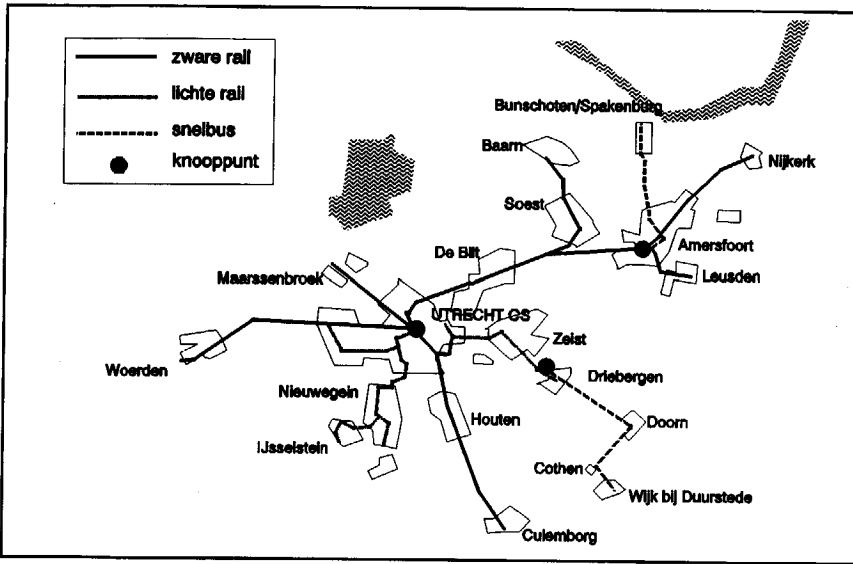 zware rail
lichte rail
snelbus
knooppunt
Bunschoten/Spakenburg
Baarn
Nijkerk
Soest
De Bilt
Amersfoort
Leusden
Maarssenbroek
UTRECHT CS
Zeist
Woerden
Driebergen
Nieuwegein
Houten
Doorn
IJsselstein
Cothen
Wijk bij Duurstede
Culemborg